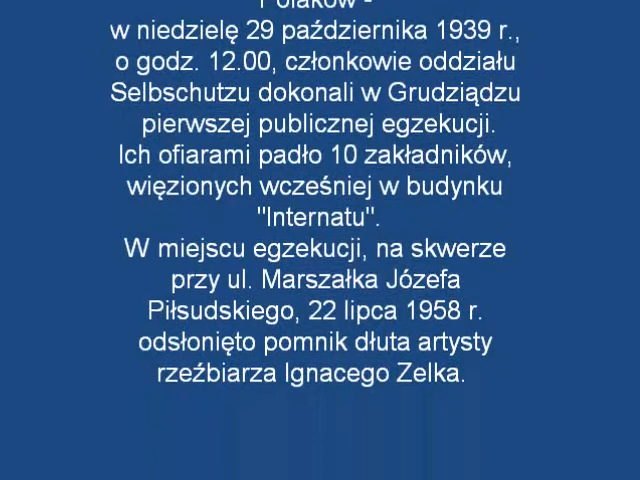 Polaków -
w niedzielę 29 października 1939 r.,
o godz. 12.00, członkowie oddziału
Selbschutzu dokonali w Grudziądzu
pierwszej publicznej egzekucji.
Ich ofiarami padło 10 zakładników,
więzionych wcześniej w budynku
"Internatu".
W miejscu egzekucji, na skwerze
przy ul. Marszałka Józefa
Piłsudskiego, 22 lipca 1958 r.
odsłonięto pomnik dłuta artysty
rzeźbiarza Ignacego Zelka.